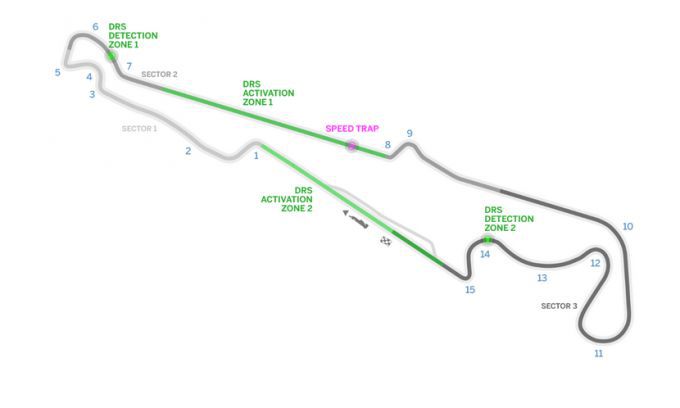 6
DRS
DETECTION
ZONE 1
5
4
7
SECTOR 2
3
DRS
ACTIVATION
ZONE 1
SECTOR 1
SPEED TRAP
2
1
8
9
DRS
ACTIVATION
ZONE 2
DRS
DETECTION
ZONE 2
10
14
13
12
15
SECTOR 3
11